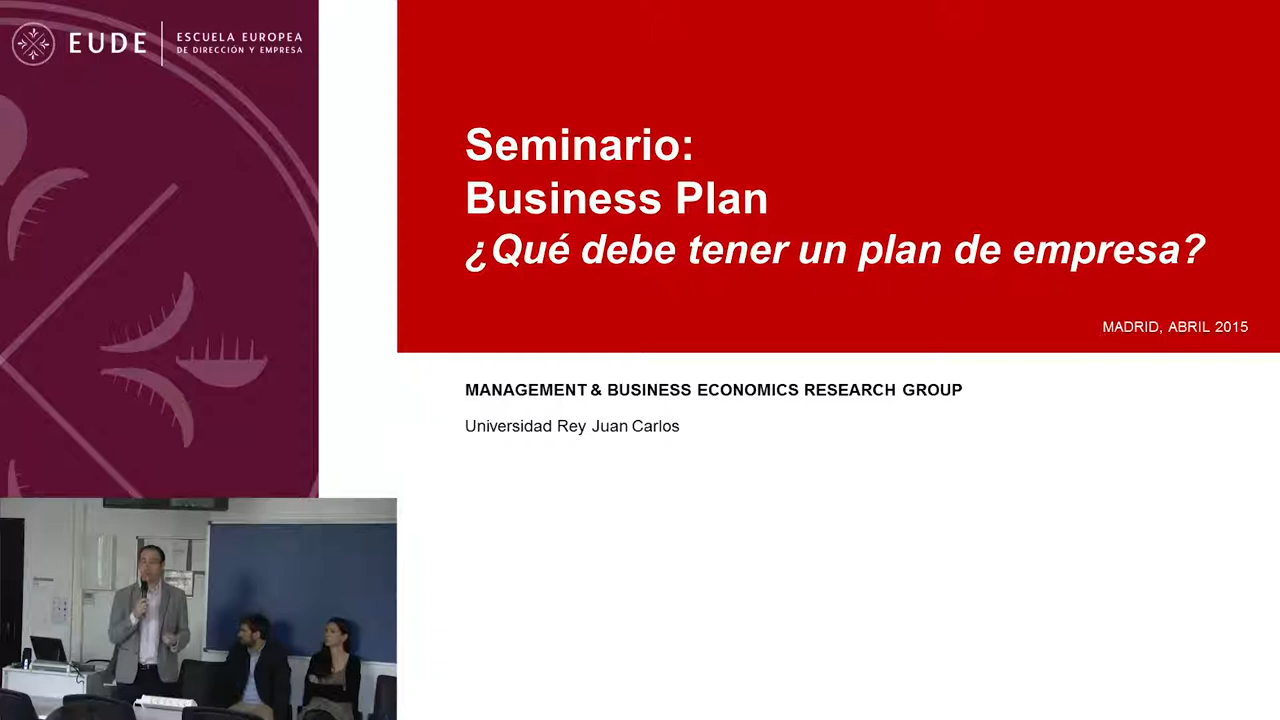 EUDE
ESCUELA EUROPEA
DE DIRECCIÓN Y EMPRESA
Seminario:
Business Plan
¿Qué debe tener un plan de empresa?
MADRID, ABRIL 2015
MANAGEMENT & BUSINESS ECONOMICS RESEARCH GROUP
Universidad Rey Juan Carlos